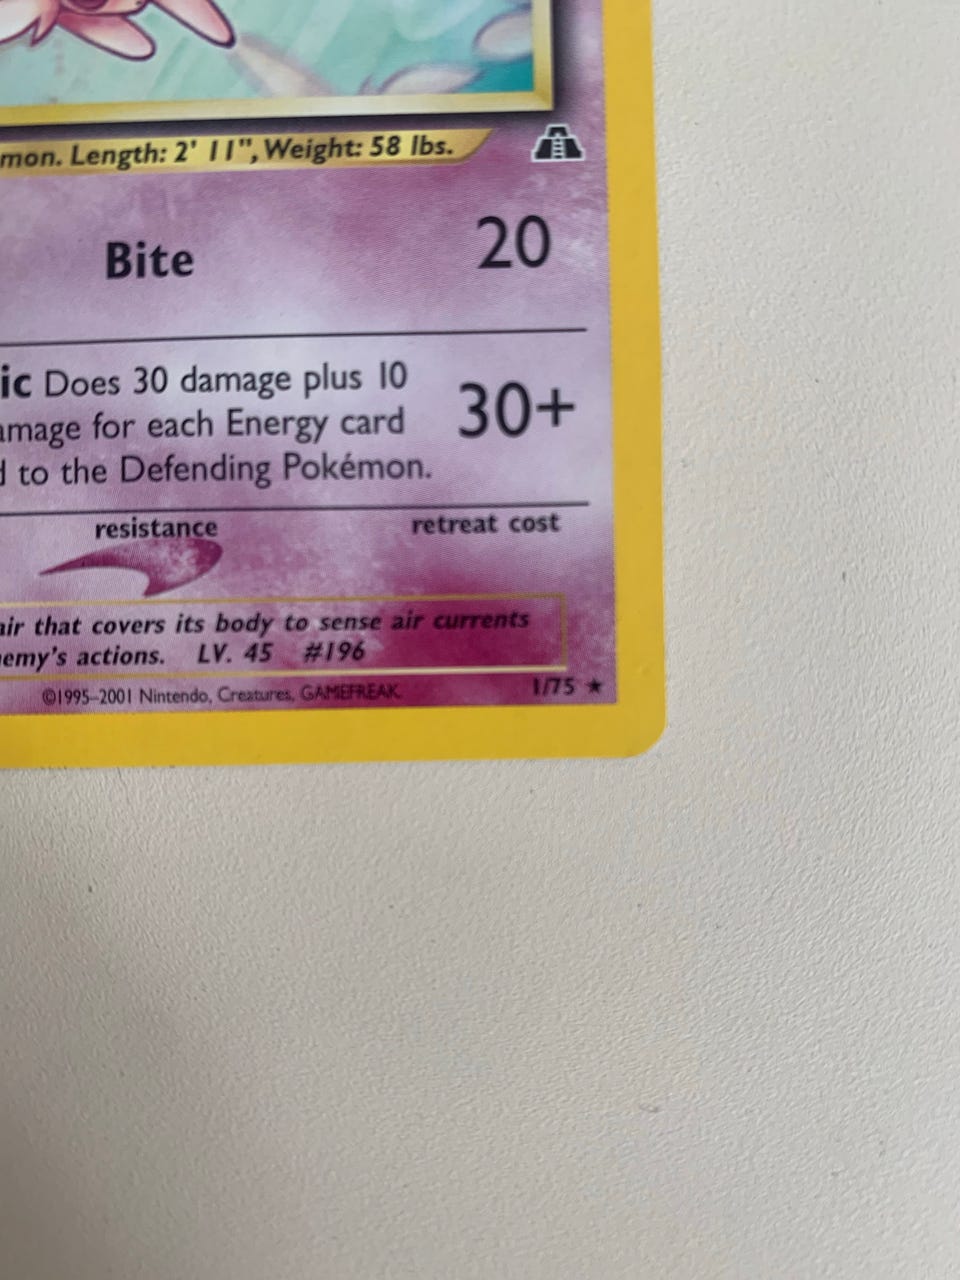 mon. Length: 2' 11", Weight: 58 lbs.
Bite 20
ic Does 30 damage plus 10
amage for each Energy card
d to the Defending Pokémon.
30+
resistance retreat cost
air that covers its body to sense air currents
emy's actions. LV. 45 #196
©1995–2001 Nintendo, Creatures, GAMEFREAK. 1/75 ★